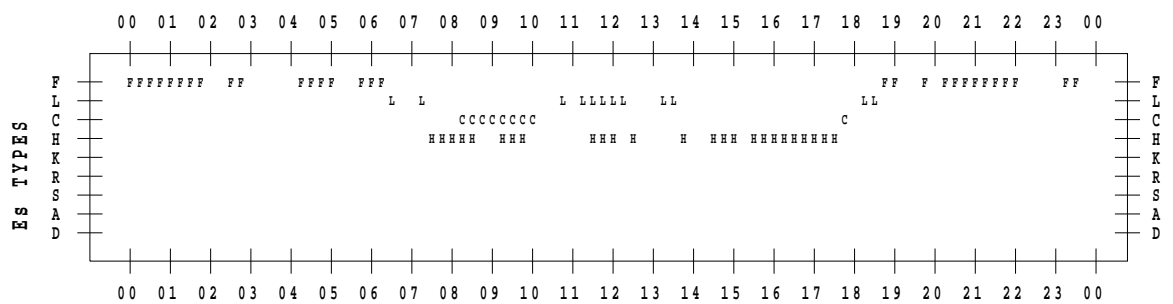 00 01 02 03 04 05 06 07 08 09 10 11 12 13 14 15 16 17 18 19 20 21 22 23 00
F FFFFFFFF FF FFFF FFF FF F FFFFFFFF FF F
L L L L LLLLL LL LL L
C CCCCCCCC C C
H HHHHH HHH HHH H H HHH HHHHHHHHH H
K K
R R
S S
A A
D D
Es TYPES
00 01 02 03 04 05 06 07 08 09 10 11 12 13 14 15 16 17 18 19 20 21 22 23 00